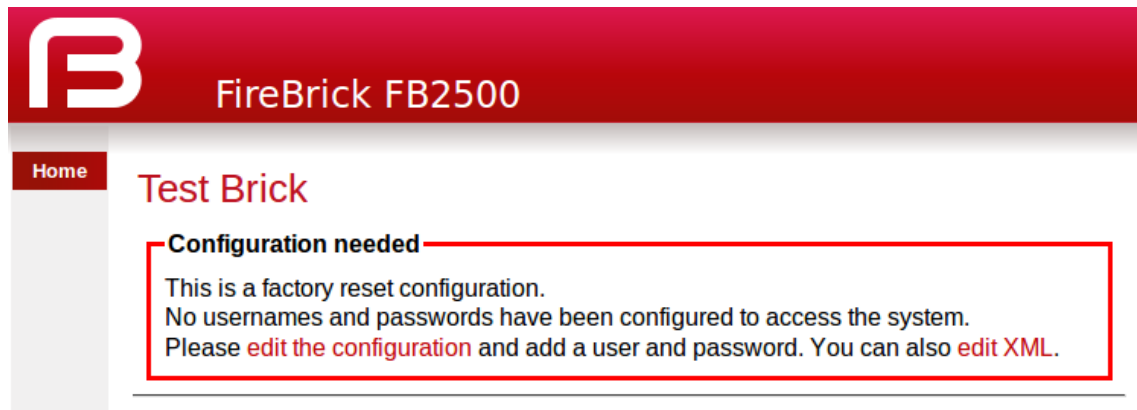 FB
FireBrick FB2500
Home
Test Brick
Configuration needed
This is a factory reset configuration.
No usernames and passwords have been configured to access the system.
Please edit the configuration and add a user and password. You can also edit XML.